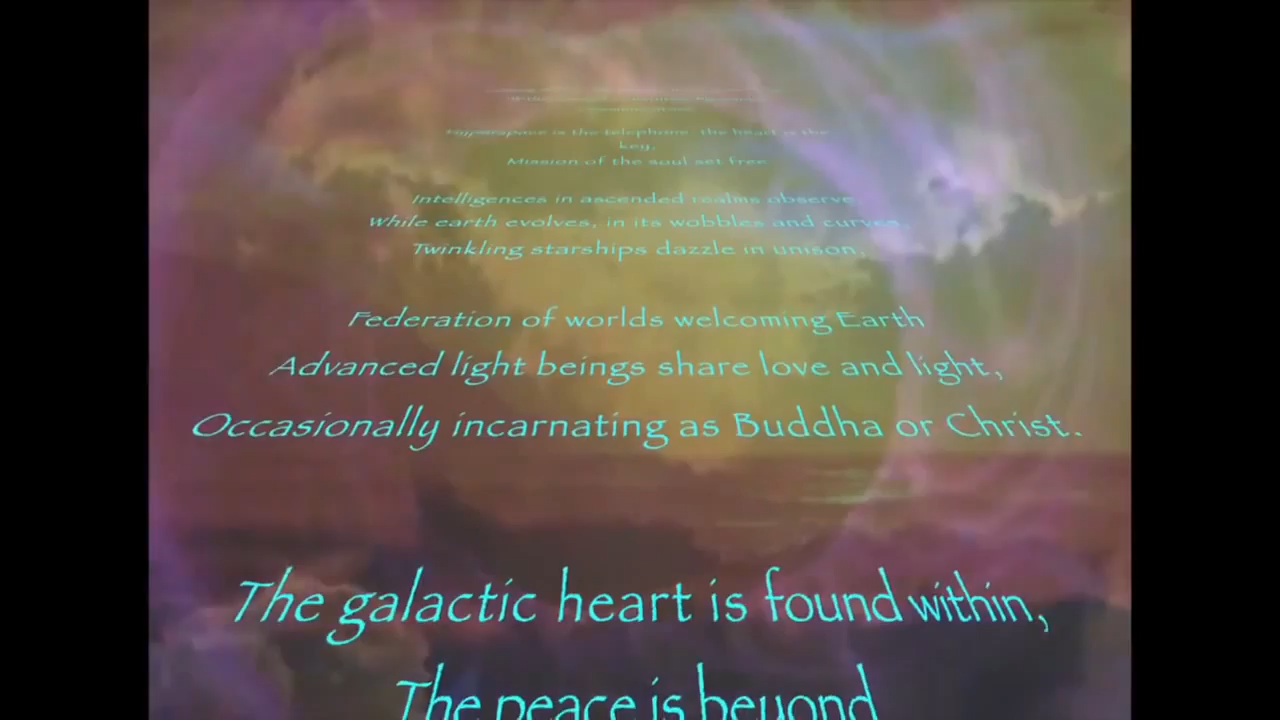 Hyperspace is the telephone, the heart is the
key,
Mission of the soul set free
Intelligences in ascended realms observe
While earth evolves, in its wobbles and curves,
Twinkling starships dazzle in unison,
Federation of worlds welcoming Earth
Advanced light beings share love and light,
Occasionally incarnating as Buddha or Christ.
The galactic heart is found within,
The peace is beyond